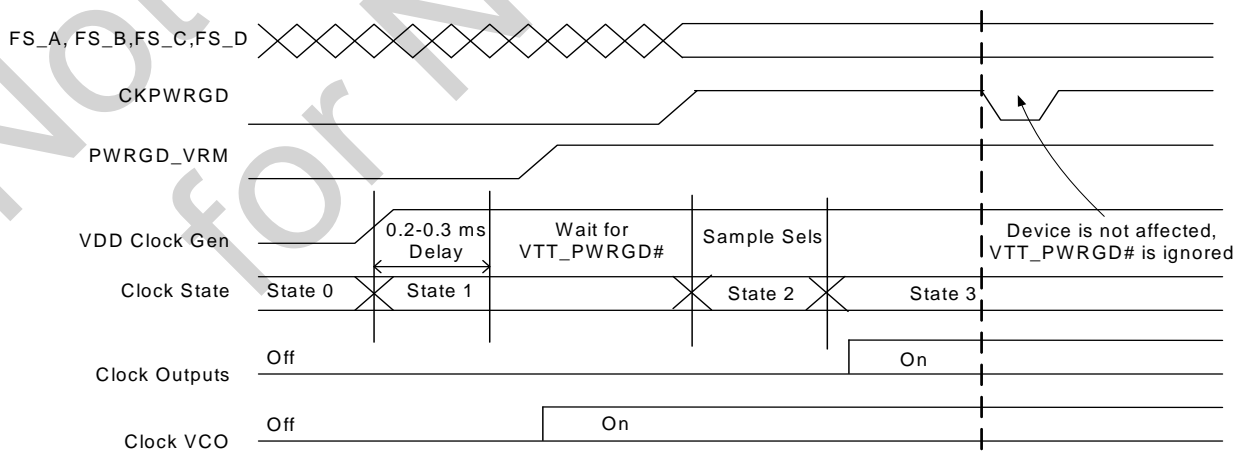 FS_A, FS_B,FS_C,FS_D
CKPWRGD
PWRGD_VRM
VDD Clock Gen
0.2-0.3 ms
Delay
Wait for
VTT_PWRGD#
Sample Sels
Device is not affected,
VTT_PWRGD# is ignored
Clock State
State 0
State 1
State 2
State 3
Clock Outputs
Off
On
Clock VCO
Off
On
Not
for N